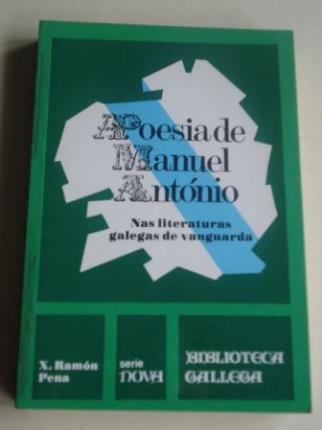 A Poesia de
Manuel
António
Nas literaturas
galegas de vanguarda
X. Ramón
Pena
serie
NOVA
BIBLIOTECA
GALLEGA